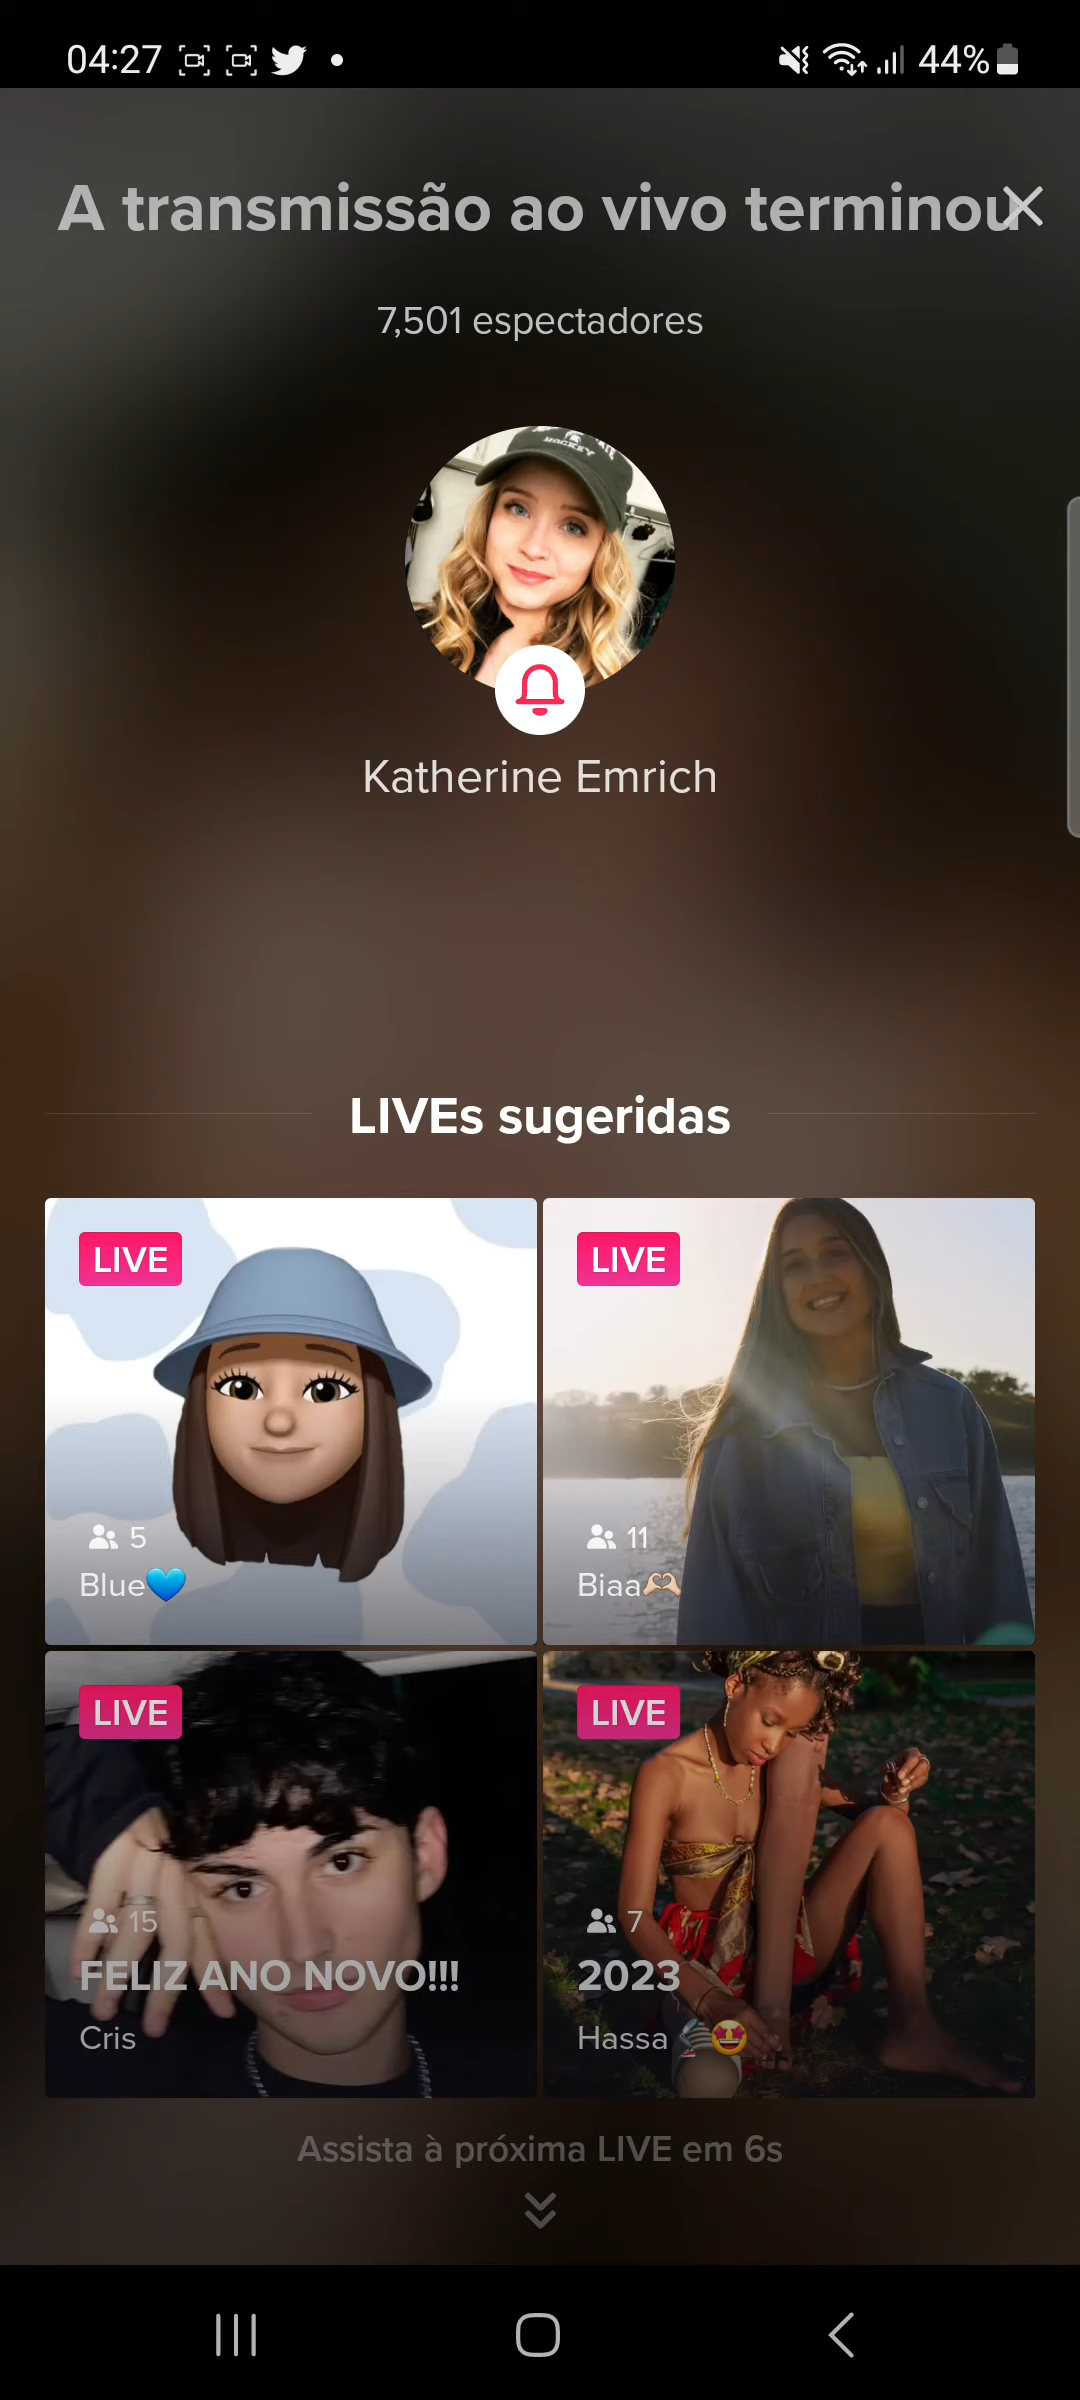 04:27
44%
A transmissão ao vivo terminou
7,501 espectadores
HOCKEY
Katherine Emrich
LIVEs sugeridas
LIVE
LIVE
5
11
Blue💙
Biaa🫶🏼
LIVE
LIVE
15
7
FELIZ ANO NOVO!!!
2023
Cris
Hassa 🤩
Assista à próxima LIVE em 6s